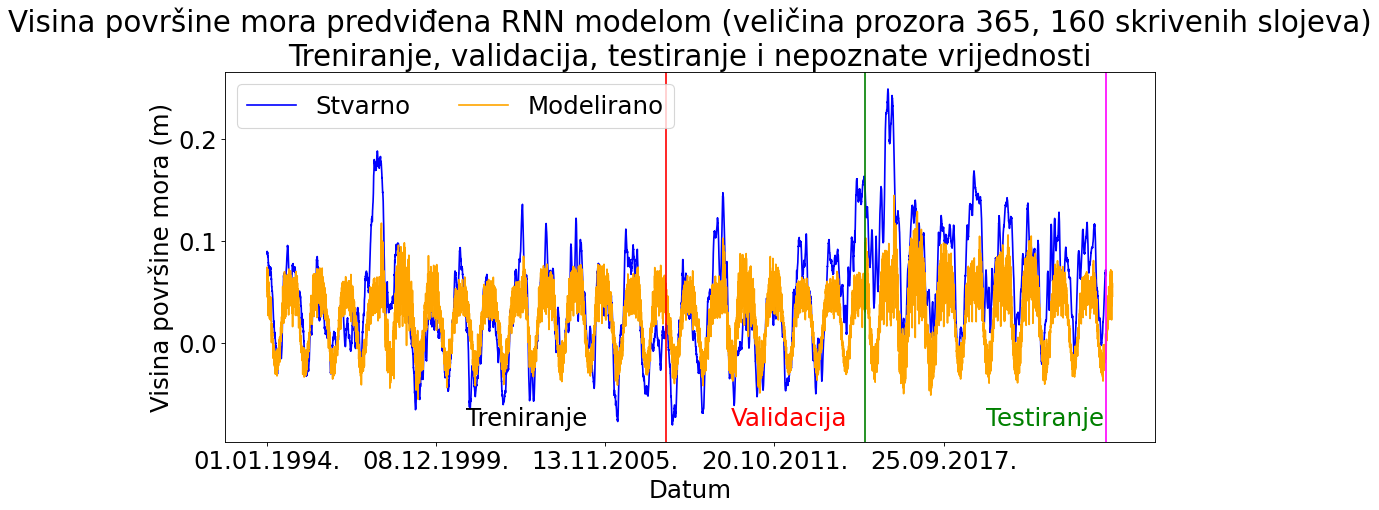 Visina površine mora predviđena RNN modelom (veličina prozora 365, 160 skrivenih slojeva)
Treniranje, validacija, testiranje i nepoznate vrijednosti
Stvarno
Modelirano
Visina površine mora (m)
0.2
0.1
0.0
Treniranje
Validacija
Testiranje
01.01.1994.
08.12.1999.
13.11.2005.
20.10.2011.
25.09.2017.
Datum